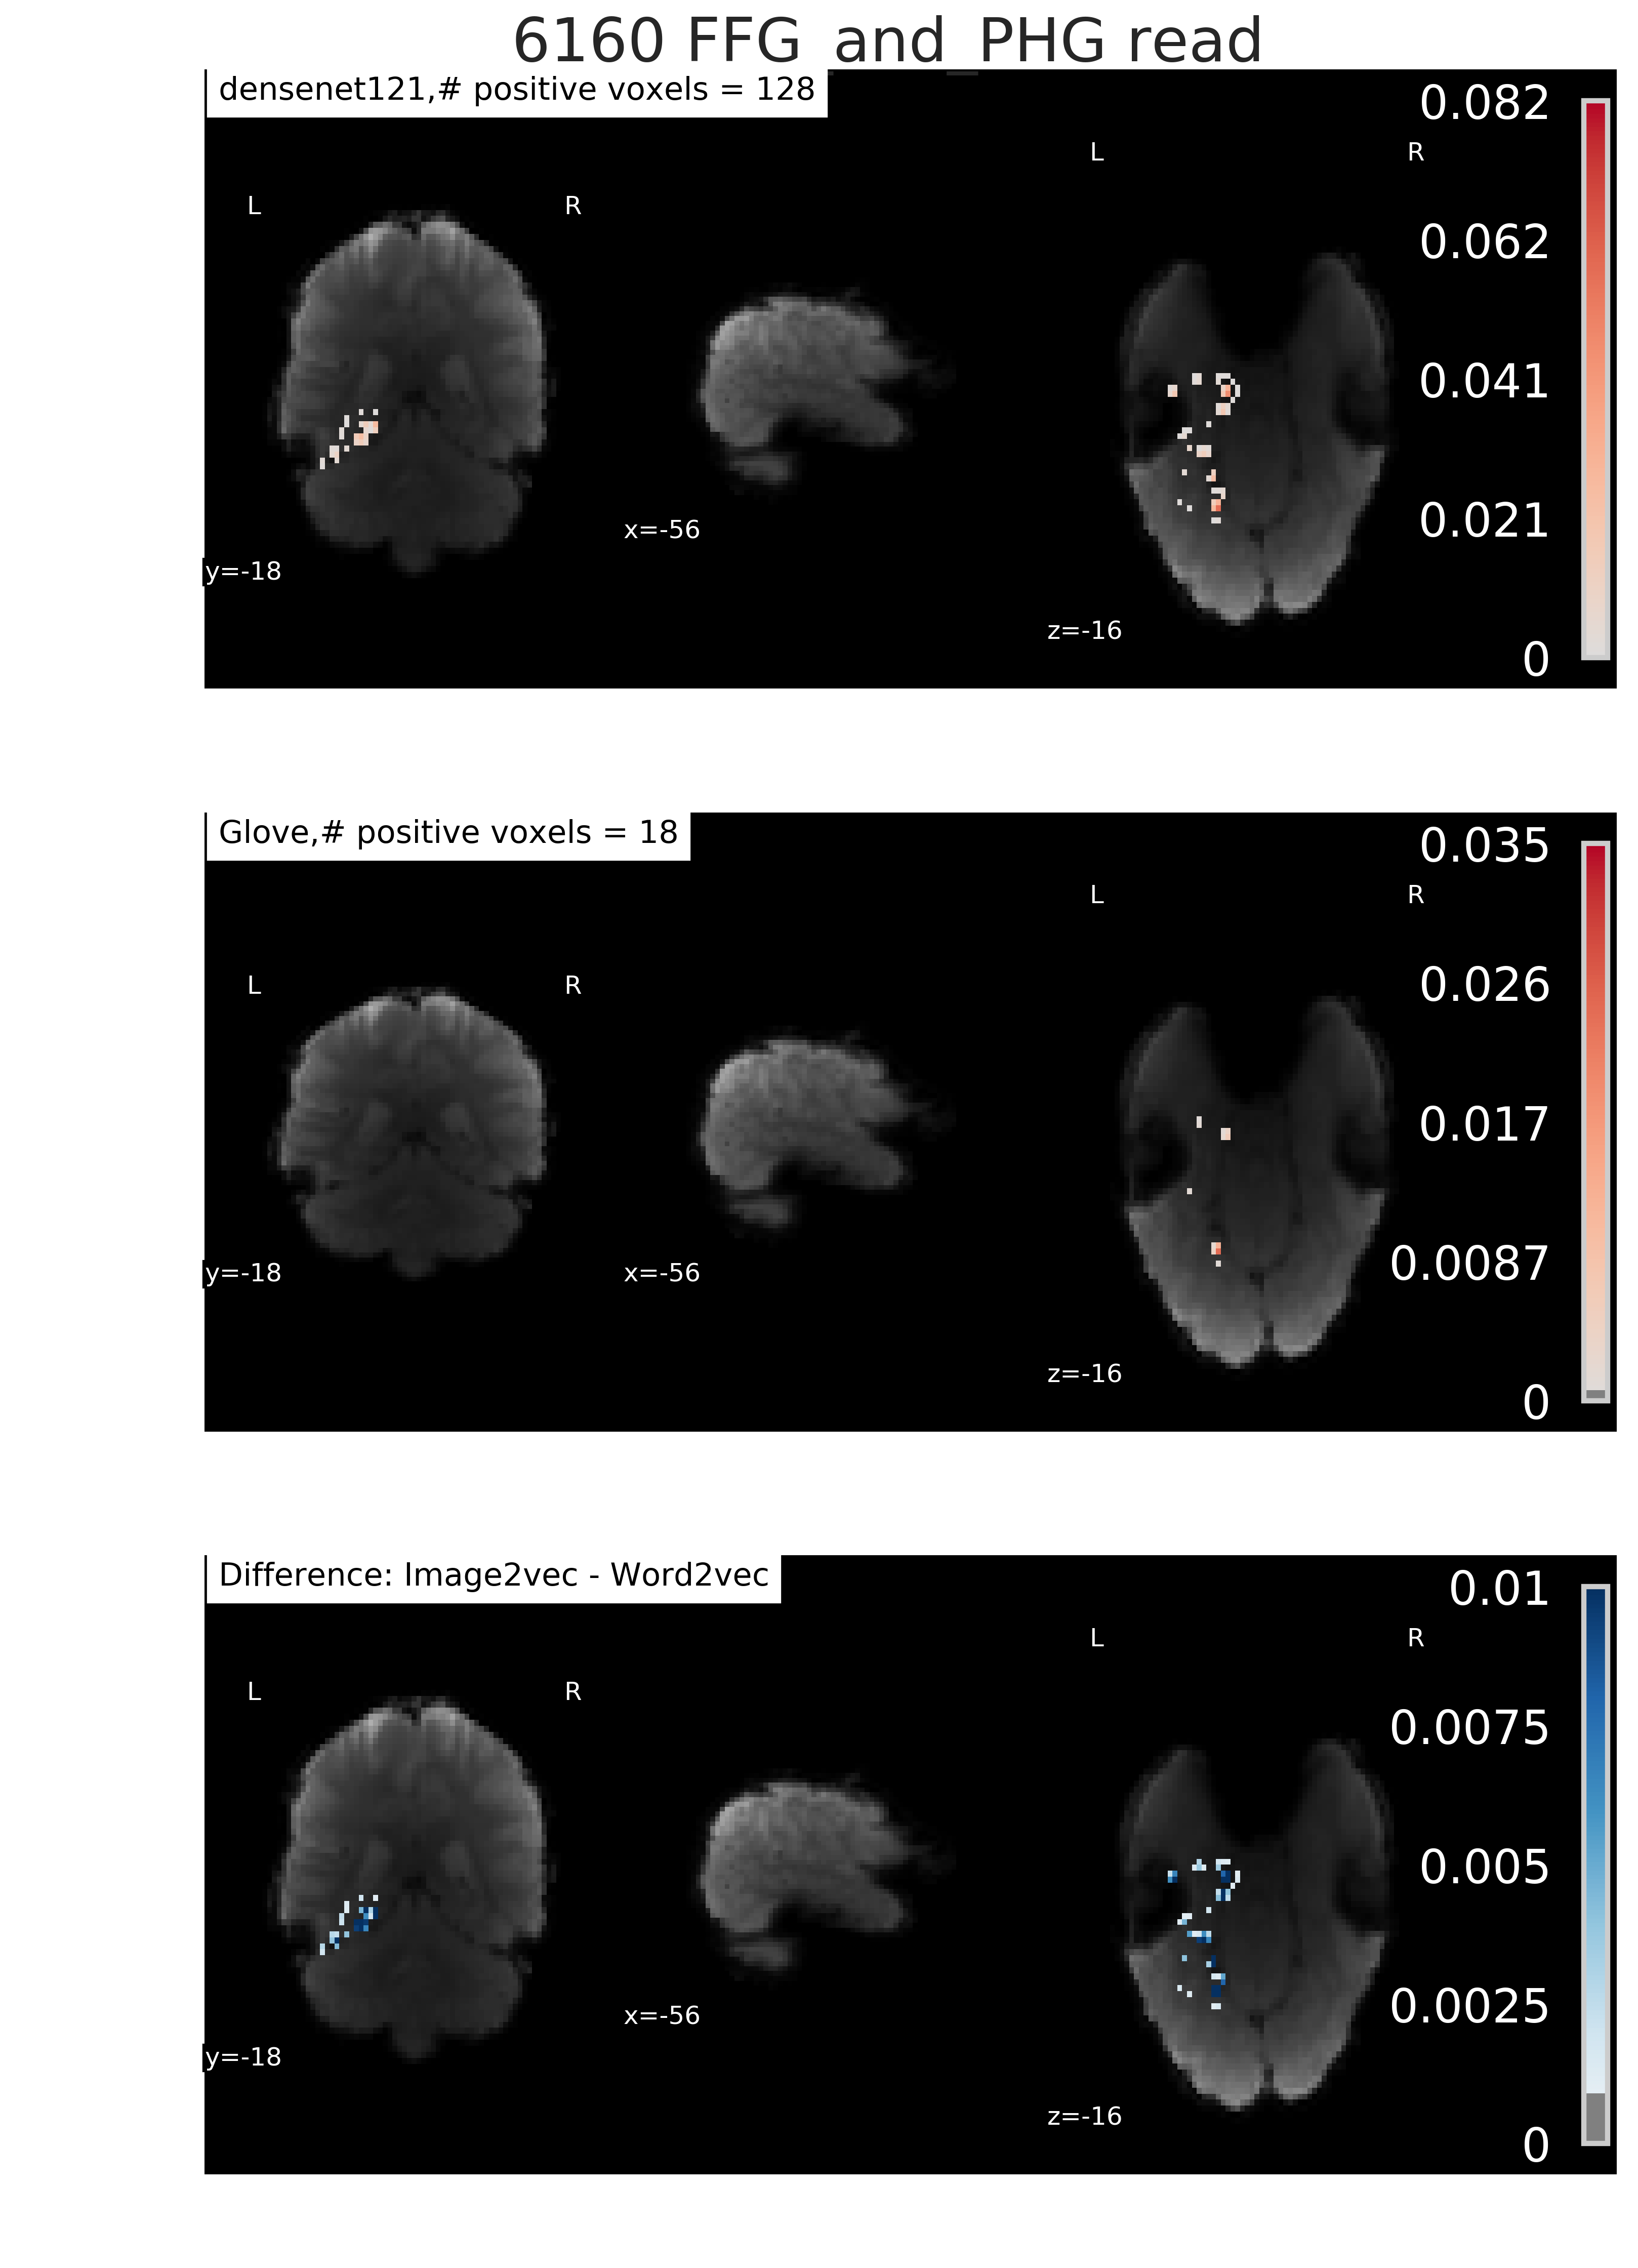 6160 FFG_and_PHG read
densenet121,# positive voxels = 128
0.082
L R
L R
0.062
0.041
0.021
x=-56
y=-18
z=-16
0
Glove,# positive voxels = 18
0.035
L R
0.026
L R
0.017
0.0087
y=-18
x=-56
z=-16
0
Difference: Image2vec - Word2vec
0.01
L R
L R
0.0075
0.005
0.0025
x=-56
y=-18
z=-16
0